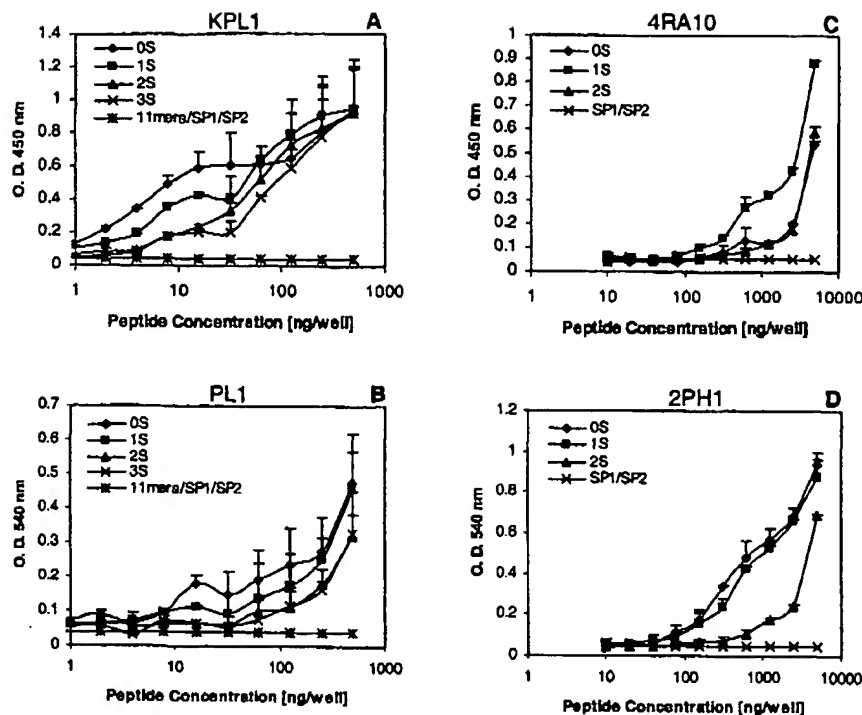 KPL1 A
O. D. 450 nm
1.4
1.2
1
0.8
0.6
0.4
0.2
0
0S
1S
2S
3S
11mers/SP1/SP2
1 10 100 1000
Peptide Concentration [ng/well]
4RA10 C
O. D. 450 nm
1
0.9
0.8
0.7
0.6
0.5
0.4
0.3
0.2
0.1
0
0S
1S
2S
SP1/SP2
1 10 100 1000 10000
Peptide Concentration [ng/well]
PL1 B
O. D. 540 nm
0.7
0.6
0.5
0.4
0.3
0.2
0.1
0
0S
1S
2S
3S
11mers/SP1/SP2
1 10 100 1000
Peptide Concentration [ng/well]
2PH1 D
O. D. 540 nm
1.2
1
0.8
0.6
0.4
0.2
0
0S
1S
2S
SP1/SP2
1 10 100 1000 10000
Peptide Concentration [ng/well]